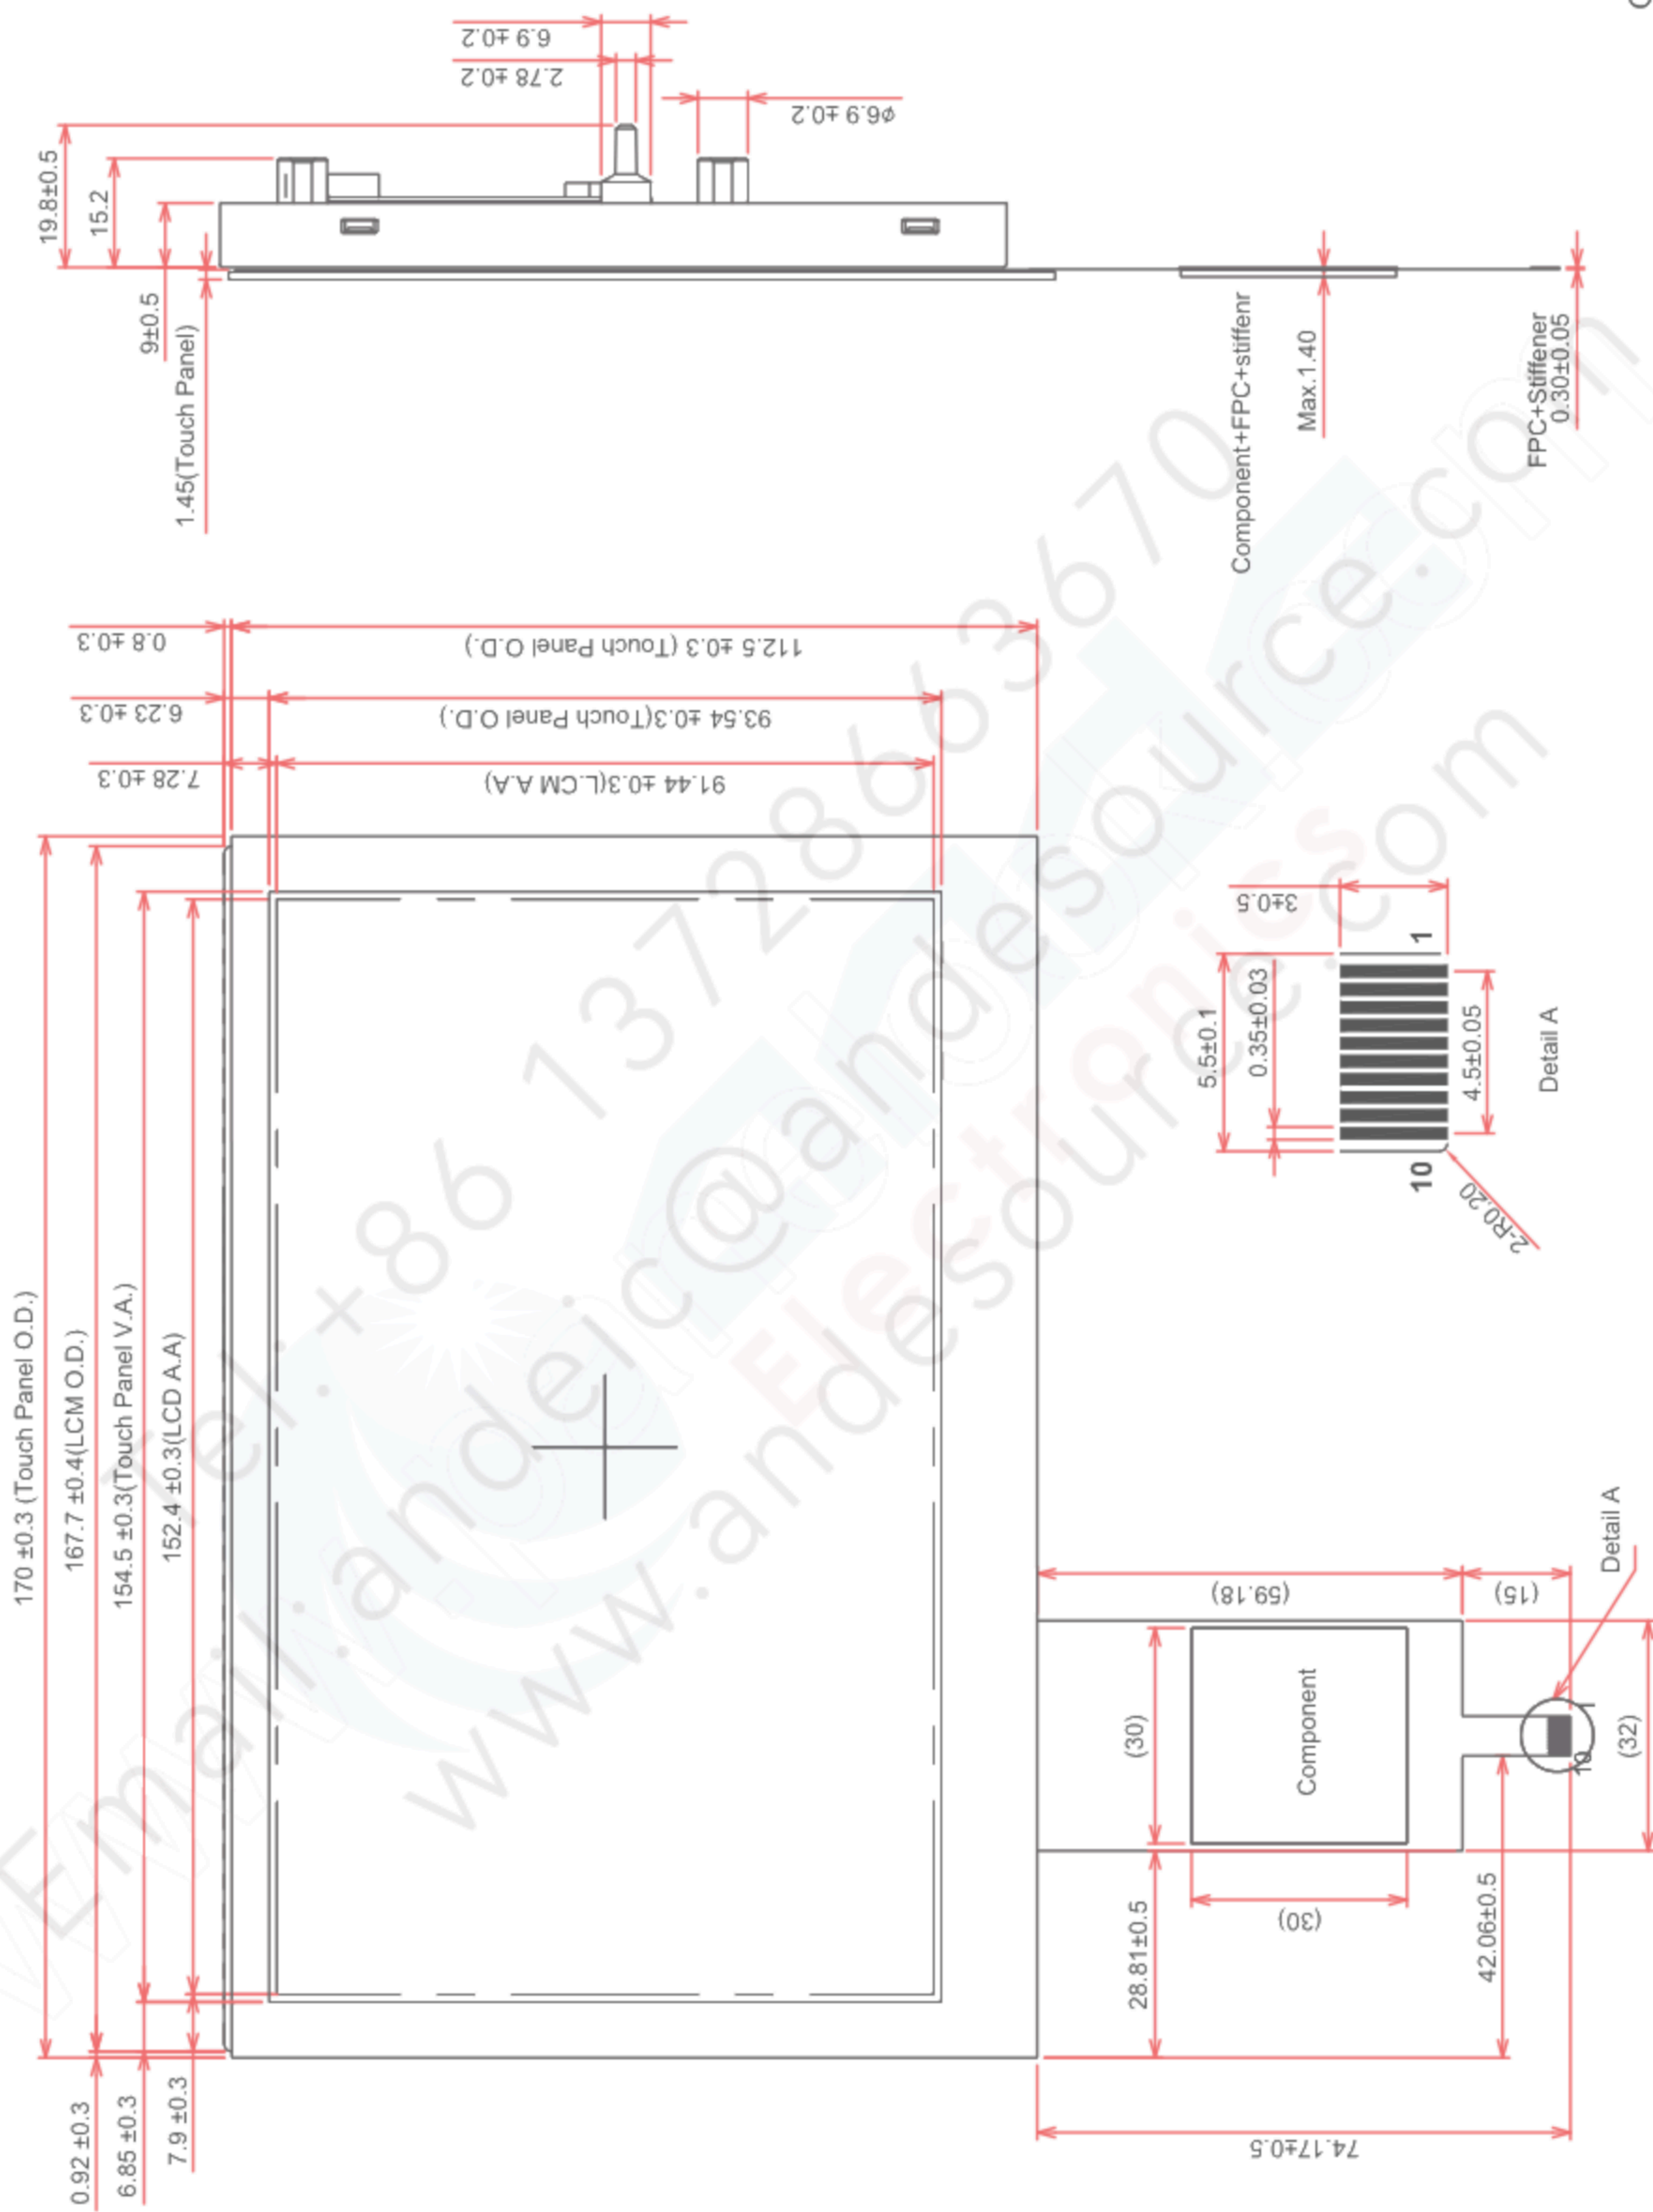 170 ±0.3 (Touch Panel O.D.)
167.7 ±0.4(LCM O.D.)
154.5 ±0.3(Touch Panel V.A.)
152.4 ±0.3(LCD A.A)
0.92 ±0.3
6.85 ±0.3
7.9 ±0.3
0.8 ±0.3
6.23 ±0.3
7.28 ±0.3
112.5 ±0.3 (Touch Panel O.D.)
93.54 ±0.3(Touch Panel O.D.)
91.44 ±0.3(LCM A.A)
19.8±0.5
15.2
9±0.5
1.45(Touch Panel)
6.9 ±0.2
2.78 ±0.2
φ6.9 ±0.2
Component+FPC+stiffenr
Max.1.40
FPC+Stiffener
0.30±0.05
5.5±0.1
0.35±0.03
3±0.5
10
1
4.5±0.05
2-R0.20
Detail A
(59.18)
(15)
(30)
Component
(30)
28.81±0.5
42.06±0.5
(32)
10
1
Detail A
74.17±0.5
Tel.:+86 13728663670
Email:andelc@andesource.com
www.andesource.com
Electronics